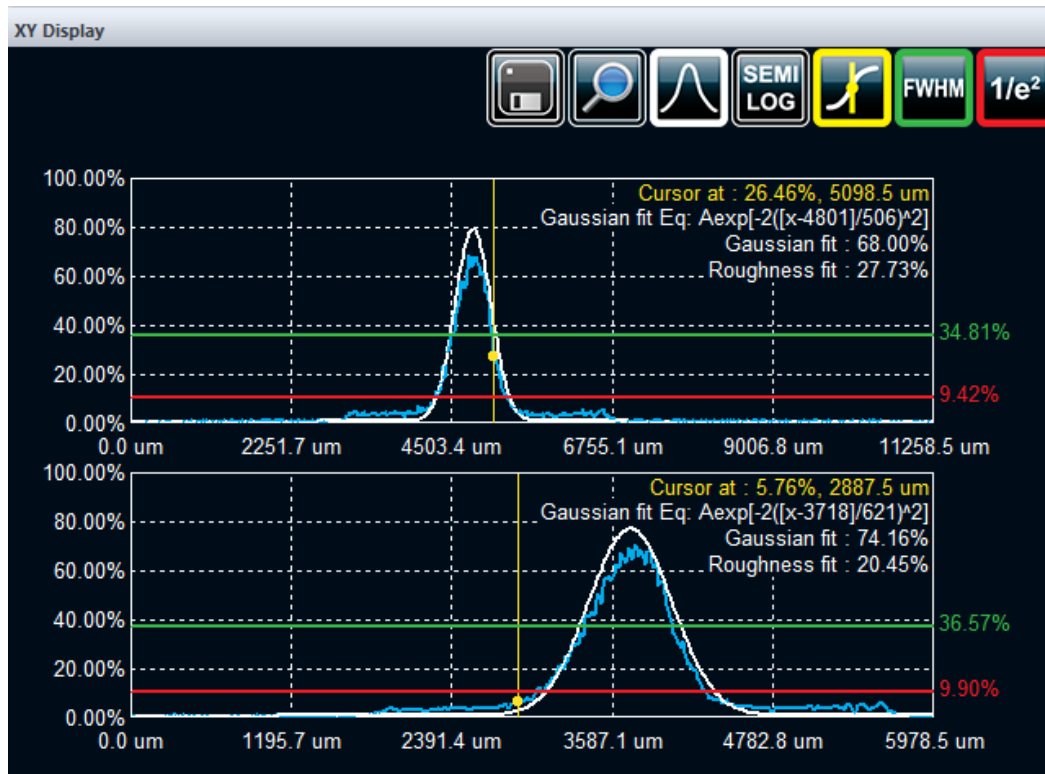 XY Display
SEMI LOG
FWHM
1/e²
100.00%
Cursor at : 26.46%, 5098.5 um
80.00%
Gaussian fit Eq: Aexp[-2([x-4801]/506)^2]
Gaussian fit : 68.00%
60.00%
Roughness fit : 27.73%
40.00%
34.81%
20.00%
9.42%
0.00%
0.0 um 2251.7 um 4503.4 um 6755.1 um 9006.8 um 11258.5 um
100.00%
Cursor at : 5.76%, 2887.5 um
80.00%
Gaussian fit Eq: Aexp[-2([x-3718]/621)^2]
Gaussian fit : 74.16%
60.00%
Roughness fit : 20.45%
40.00%
36.57%
20.00%
9.90%
0.00%
0.0 um 1195.7 um 2391.4 um 3587.1 um 4782.8 um 5978.5 um